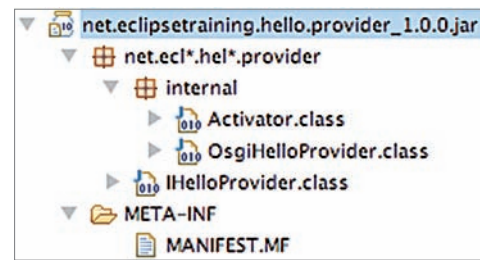 net.eclipsetraining.hello.provider_1.0.0.jar
net.ecl*.hel*.provider
internal
Activator.class
OsgiHelloProvider.class
IHelloProvider.class
META-INF
MANIFEST.MF